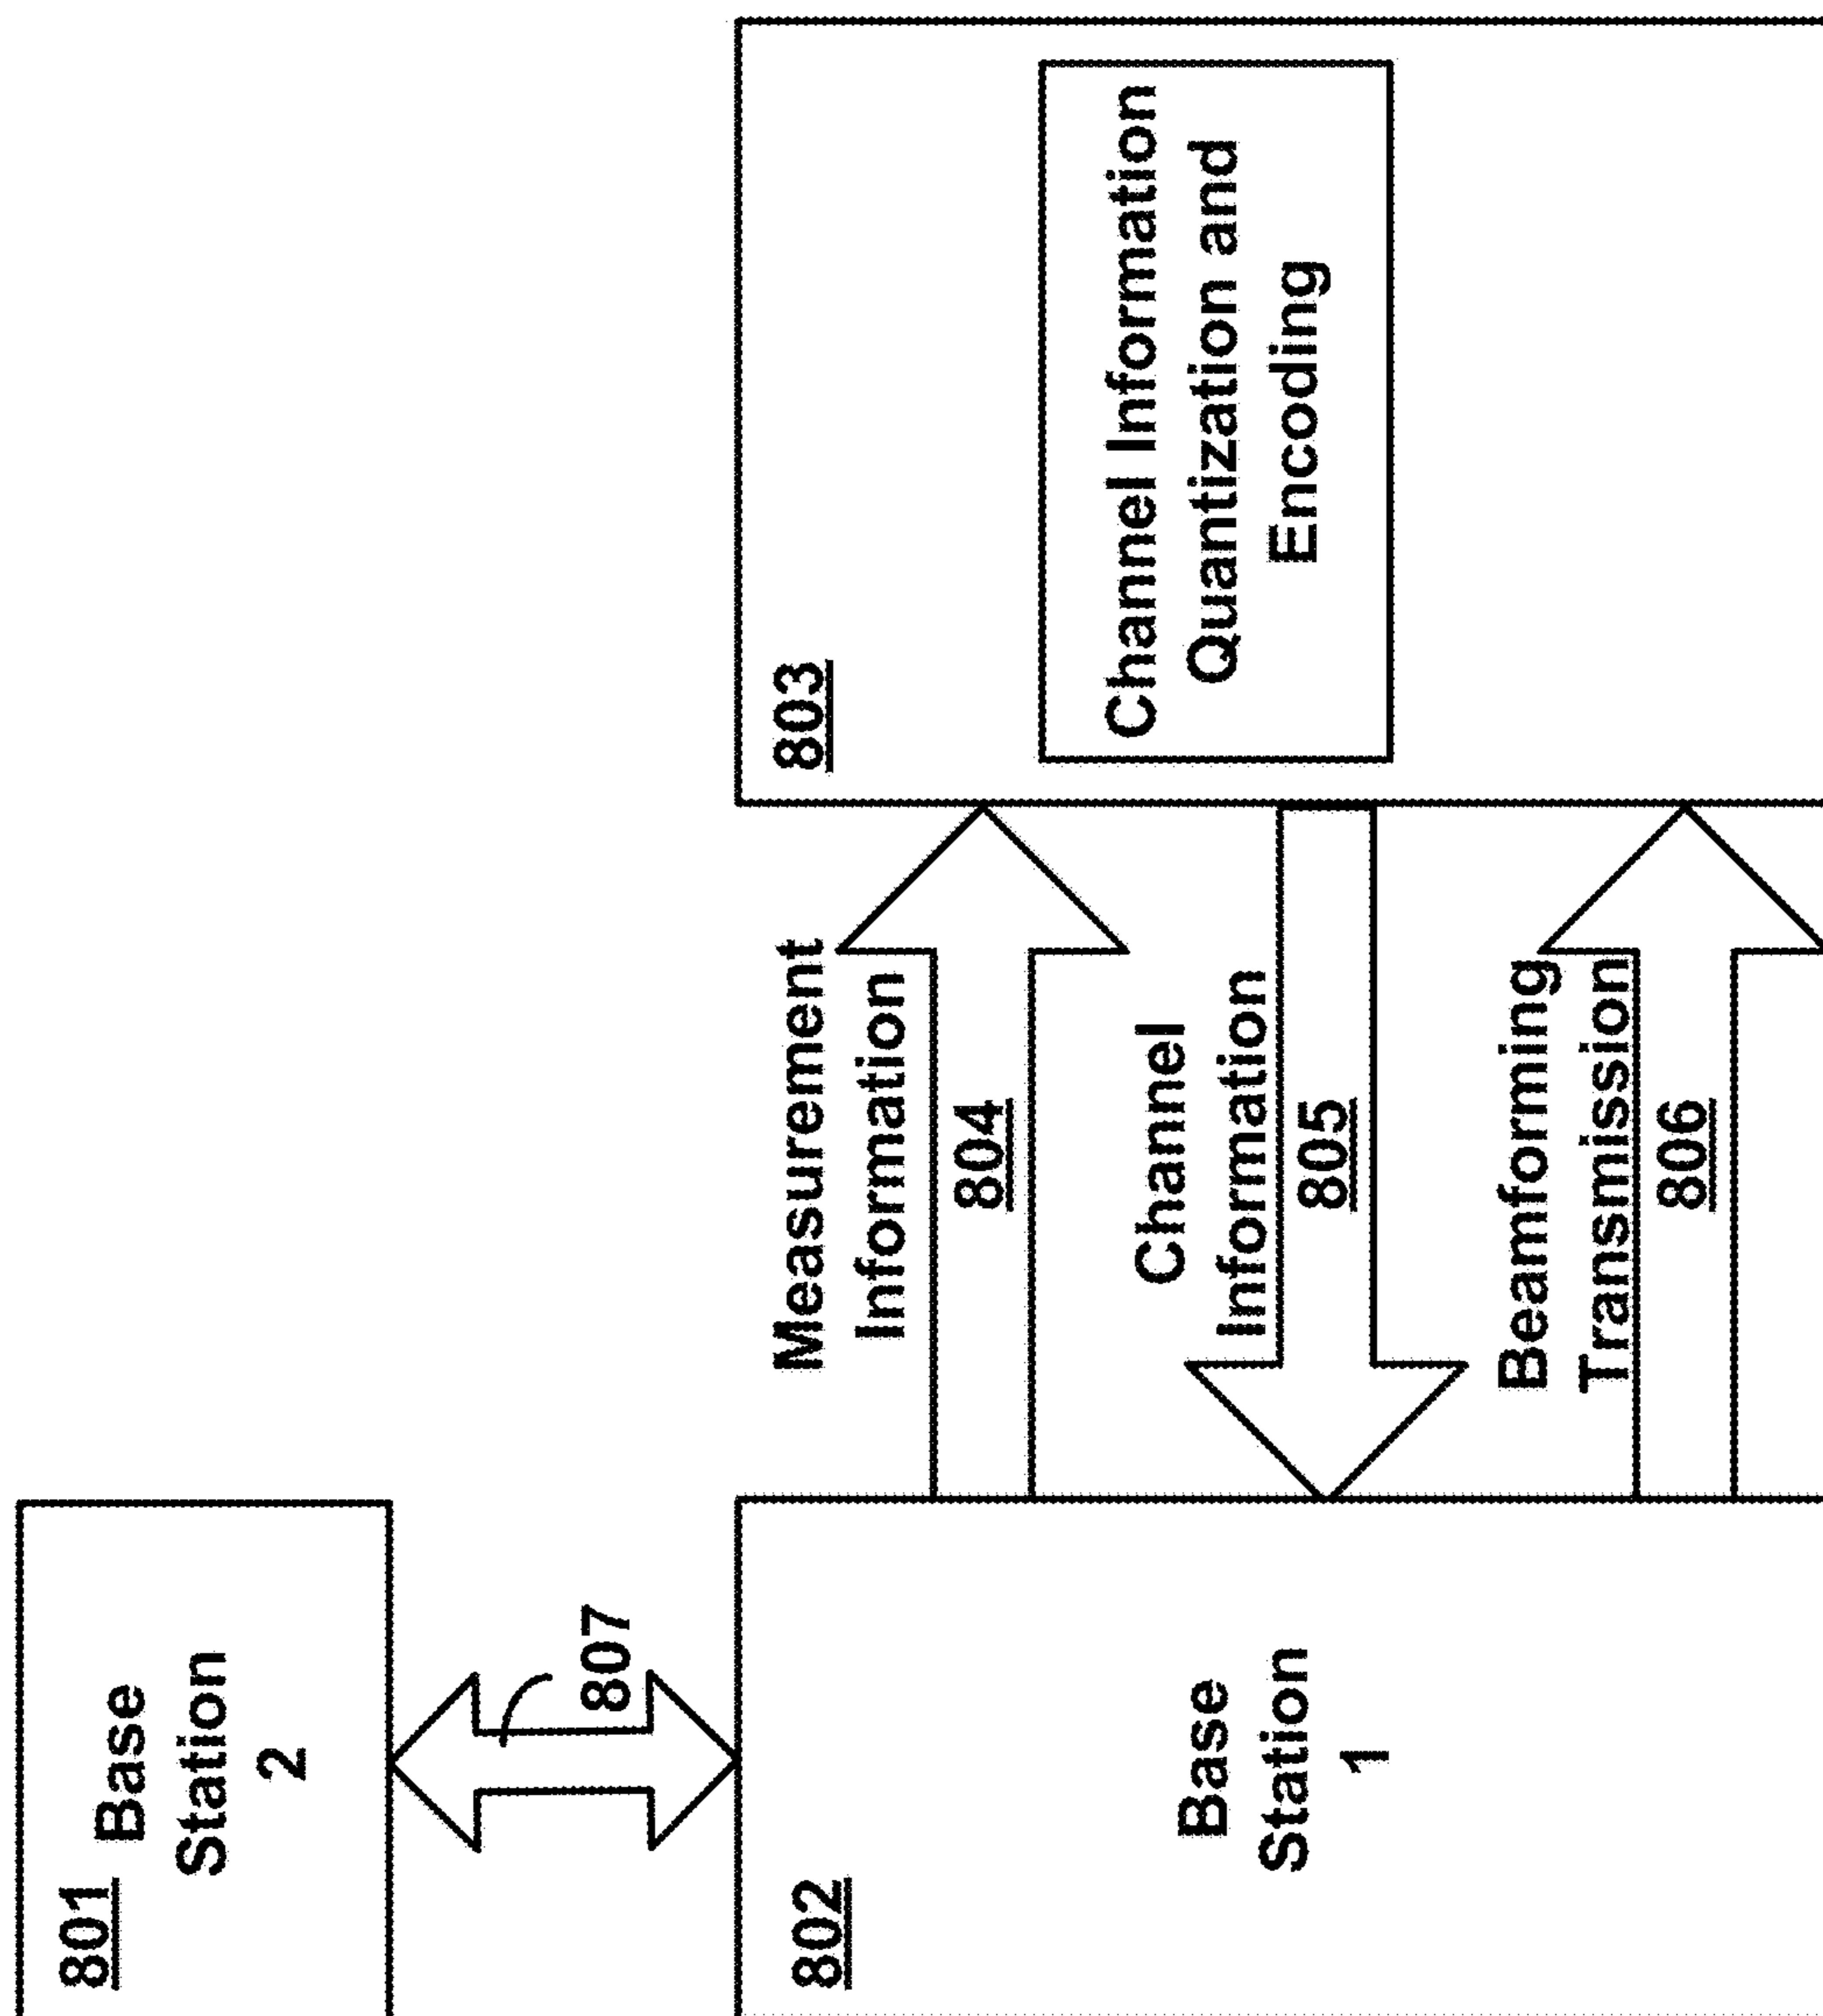 801
Base
Station
2
807
802
Base
Station
1
Measurement
Information
804
Channel
Information
805
Beamforming
Transmission
806
803
Channel Information
Quantization and
Encoding